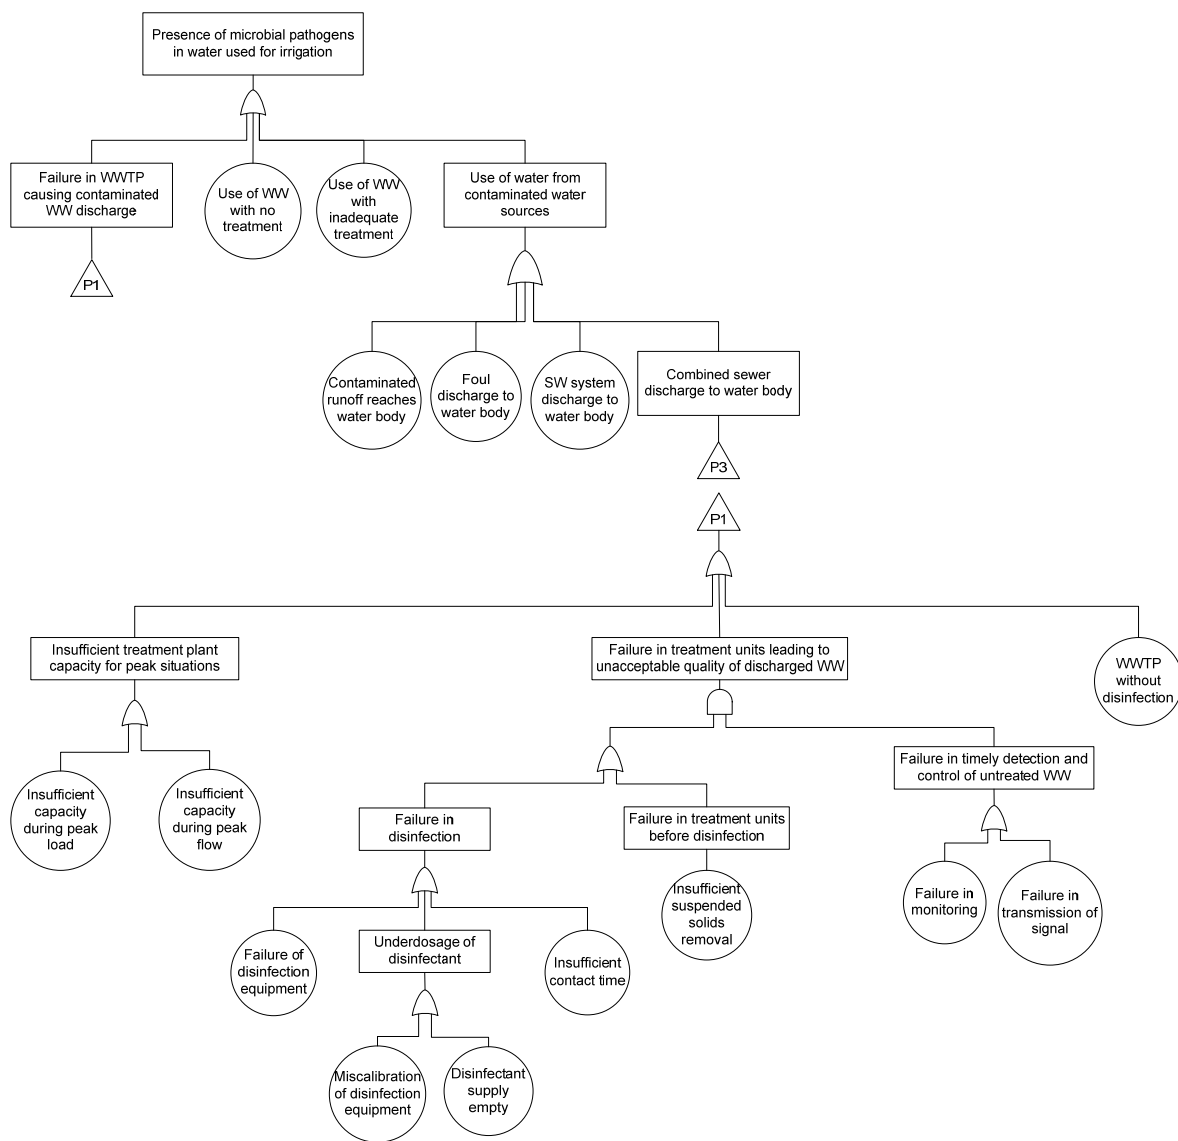 Presence of microbial pathogens
in water used for irrigation
Failure in WWTP
causing contaminated
WW discharge
Use of WW
with no
treatment
Use of WW
with
inadequate
treatment
Use of water from
contaminated water
sources
P1
Contaminated
runoff reaches
water body
Foul
discharge to
water body
SW system
discharge to
water body
Combined sewer
discharge to water body
P3
P1
Insufficient treatment plant
capacity for peak situations
Failure in treatment units leading to
unacceptable quality of discharged WW
WWTP
without
disinfection
Insufficient
capacity
during peak
load
Insufficient
capacity
during peak
flow
Failure in timely detection and
control of untreated WW
Failure in
disinfection
Failure in treatment units
before disinfection
Insufficient
suspended
solids
removal
Failure in
monitoring
Failure in
transmission of
signal
Failure of
disinfection
equipment
Underdosage of
disinfectant
Insufficient
contact time
Miscalibration
of disinfection
equipment
Disinfectant
supply
empty